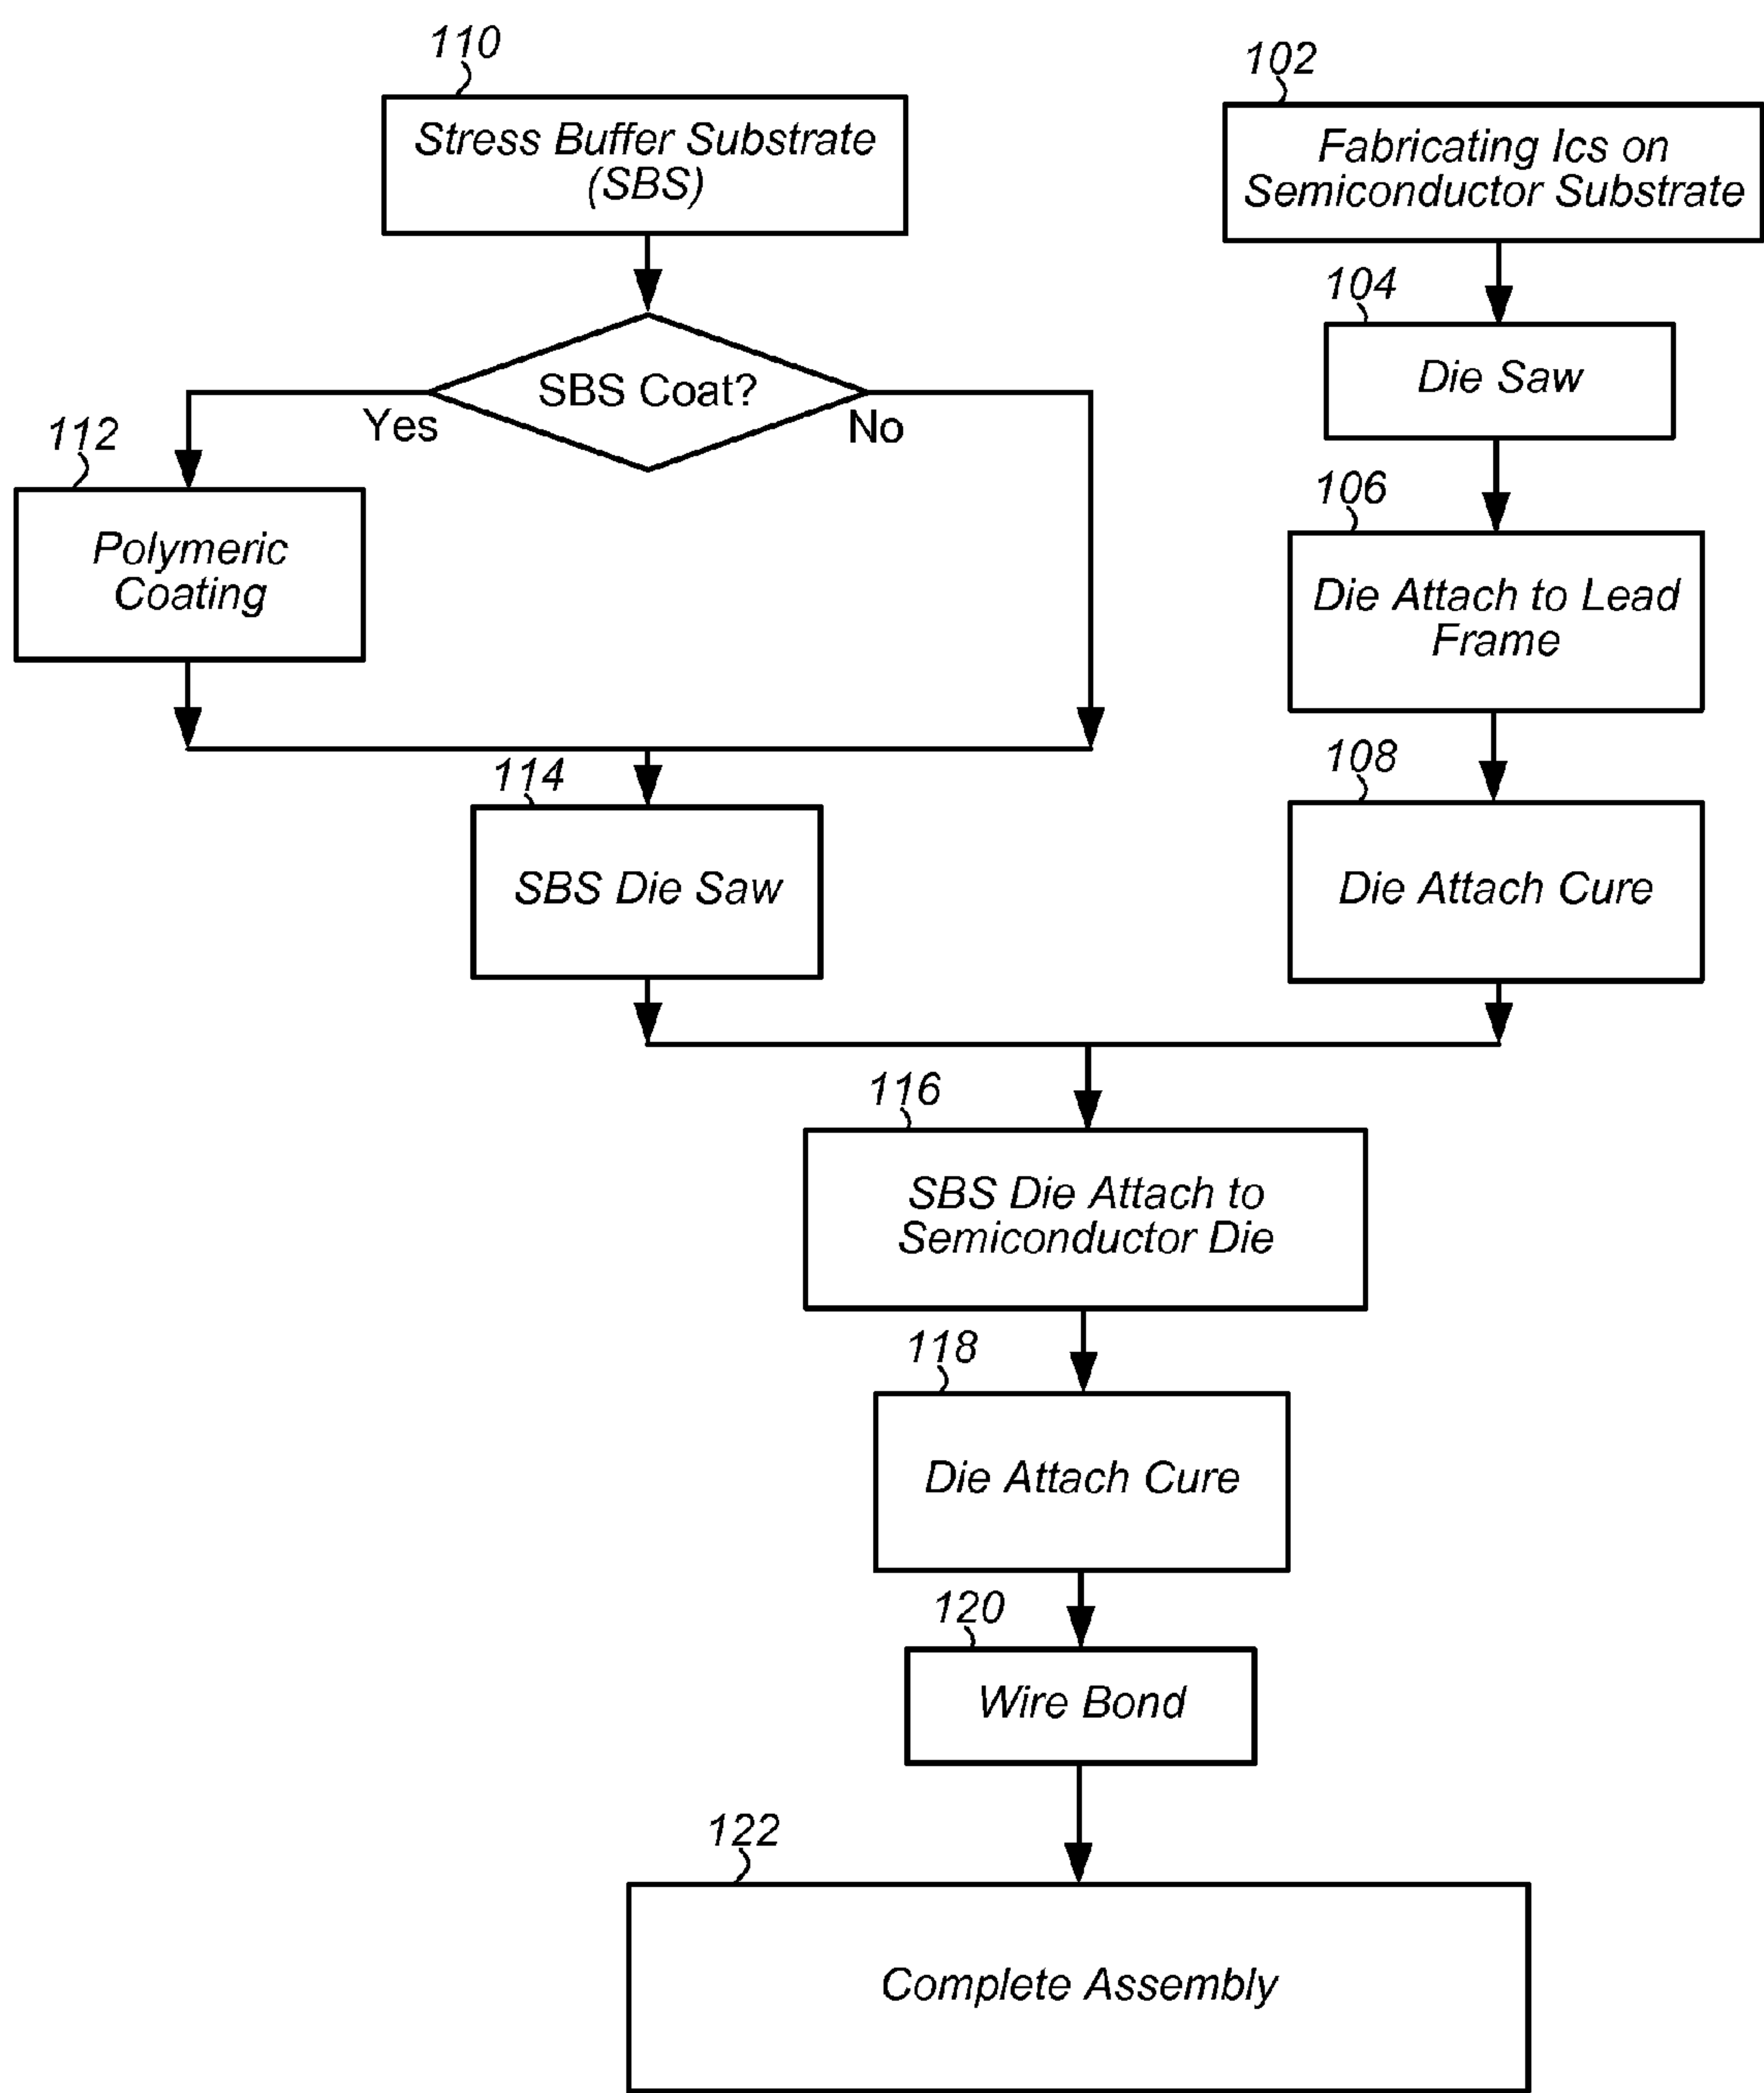 110
Stress Buffer Substrate
(SBS)
102
Fabricating Ics on
Semiconductor Substrate
SBS Coat?
Yes
No
104
Die Saw
112
Polymeric
Coating
106
Die Attach to Lead
Frame
114
SBS Die Saw
108
Die Attach Cure
116
SBS Die Attach to
Semiconductor Die
118
Die Attach Cure
120
Wire Bond
122
Complete Assembly